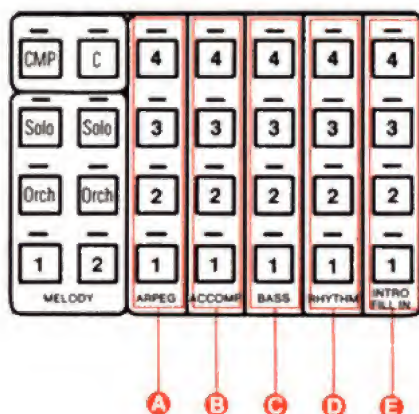 CMP C 4 4 4 4 4
Solo Solo 3 3 3 3 3
Orch Orch 2 2 2 2 2
1 2 1 1 1 1 1
MELODY ARPEG ACCOMP BASS RHYTHM INTRO
FILL IN
A B C D E